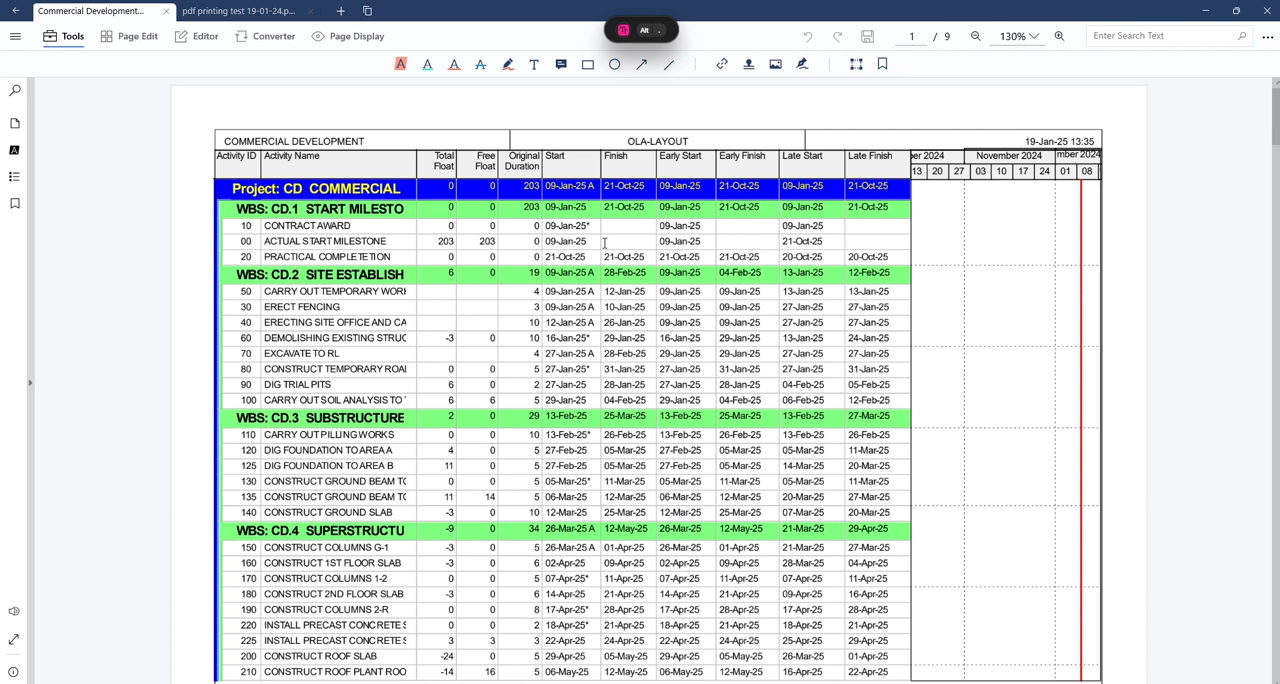 Commercial Development... pdf printing test 19-01-24.p...
Tools Page Edit Editor Converter Page Display Alt . 1 / 9 130% Enter Search Text
COMMERCIAL DEVELOPMENT OLA-LAYOUT 19-Jan-25 13:35
Activity ID Activity Name Total Float Free Float Original Duration Start Finish Early Start Early Finish Late Start Late Finish ber 2024 November 2024 mber 2024
13 20 27 03 10 17 24 01 08
Project: CD COMMERCIAL 0 0 203 09-Jan-25 A 21-Oct-25 09-Jan-25 21-Oct-25 09-Jan-25 21-Oct-25
WBS: CD.1 START MILESTO 0 0 203 09-Jan-25 21-Oct-25 09-Jan-25 21-Oct-25 09-Jan-25 21-Oct-25
10 CONTRACT AWARD 0 0 0 09-Jan-25* 09-Jan-25 09-Jan-25
00 ACTUAL START MILESTONE 203 203 0 09-Jan-25 09-Jan-25 21-Oct-25
20 PRACTICAL COMPLETETION 0 0 0 21-Oct-25 21-Oct-25 21-Oct-25 21-Oct-25 20-Oct-25 20-Oct-25
WBS: CD.2 SITE ESTABLISH 6 0 19 09-Jan-25 A 28-Feb-25 09-Jan-25 04-Feb-25 13-Jan-25 12-Feb-25
50 CARRY OUT TEMPORARY WORK 4 09-Jan-25 A 12-Jan-25 09-Jan-25 09-Jan-25 13-Jan-25 13-Jan-25
30 ERECT FENCING 3 09-Jan-25 A 10-Jan-25 09-Jan-25 09-Jan-25 27-Jan-25 27-Jan-25
40 ERECTING SITE OFFICE AND CA 10 12-Jan-25 A 26-Jan-25 09-Jan-25 09-Jan-25 27-Jan-25 27-Jan-25
60 DEMOLISHING EXISTING STRUC -3 0 10 16-Jan-25* 29-Jan-25 16-Jan-25 29-Jan-25 13-Jan-25 24-Jan-25
70 EXCAVATE TO RL 4 27-Jan-25 A 28-Feb-25 29-Jan-25 29-Jan-25 27-Jan-25 27-Jan-25
80 CONSTRUCT TEMPORARY ROAI 0 0 5 27-Jan-25* 31-Jan-25 27-Jan-25 31-Jan-25 27-Jan-25 31-Jan-25
90 DIG TRIAL PITS 6 0 2 27-Jan-25 28-Jan-25 27-Jan-25 28-Jan-25 04-Feb-25 05-Feb-25
100 CARRY OUT SOIL ANALYSIS TO 6 6 5 29-Jan-25 04-Feb-25 29-Jan-25 04-Feb-25 06-Feb-25 12-Feb-25
WBS: CD.3 SUBSTRUCTURE 2 0 29 13-Feb-25 25-Mar-25 13-Feb-25 25-Mar-25 13-Feb-25 27-Mar-25
110 CARRY OUT PILLING WORKS 0 0 10 13-Feb-25* 26-Feb-25 13-Feb-25 26-Feb-25 13-Feb-25 26-Feb-25
120 DIG FOUNDATION TO AREA A 4 0 5 27-Feb-25 05-Mar-25 27-Feb-25 05-Mar-25 05-Mar-25 11-Mar-25
125 DIG FOUNDATION TO AREA B 11 0 5 27-Feb-25 05-Mar-25 27-Feb-25 05-Mar-25 14-Mar-25 20-Mar-25
130 CONSTRUCT GROUND BEAM TC 0 0 5 05-Mar-25* 11-Mar-25 05-Mar-25 11-Mar-25 05-Mar-25 11-Mar-25
135 CONSTRUCT GROUND BEAM TC 11 14 5 06-Mar-25 12-Mar-25 06-Mar-25 12-Mar-25 20-Mar-25 27-Mar-25
140 CONSTRUCT GROUND SLAB -3 0 10 12-Mar-25 25-Mar-25 12-Mar-25 25-Mar-25 07-Mar-25 20-Mar-25
WBS: CD.4 SUPERSTRUCTU -9 0 34 26-Mar-25 A 12-May-25 26-Mar-25 12-May-25 21-Mar-25 29-Apr-25
150 CONSTRUCT COLUMNS G-1 -3 0 5 26-Mar-25 A 01-Apr-25 26-Mar-25 01-Apr-25 21-Mar-25 27-Mar-25
160 CONSTRUCT 1ST FLOOR SLAB -3 0 6 02-Apr-25 09-Apr-25 02-Apr-25 09-Apr-25 28-Mar-25 04-Apr-25
170 CONSTRUCT COLUMNS 1-2 0 0 5 07-Apr-25* 11-Apr-25 07-Apr-25 11-Apr-25 07-Apr-25 11-Apr-25
180 CONSTRUCT 2ND FLOOR SLAB -3 0 6 14-Apr-25 21-Apr-25 14-Apr-25 21-Apr-25 09-Apr-25 16-Apr-25
190 CONSTRUCT COLUMNS 2-R 0 0 8 17-Apr-25* 28-Apr-25 17-Apr-25 28-Apr-25 17-Apr-25 28-Apr-25
220 INSTALL PRECAST CONCRETE S 0 0 2 18-Apr-25* 21-Apr-25 18-Apr-25 21-Apr-25 18-Apr-25 21-Apr-25
225 INSTALL PRECAST CONCRETE S 3 3 3 22-Apr-25 24-Apr-25 22-Apr-25 24-Apr-25 25-Apr-25 29-Apr-25
200 CONSTRUCT ROOF SLAB -24 0 5 29-Apr-25 05-May-25 29-Apr-25 05-May-25 26-Mar-25 01-Apr-25
210 CONSTRUCT ROOF PLANT ROO -14 16 5 06-May-25 12-May-25 06-May-25 12-May-25 16-Apr-25 22-Apr-25